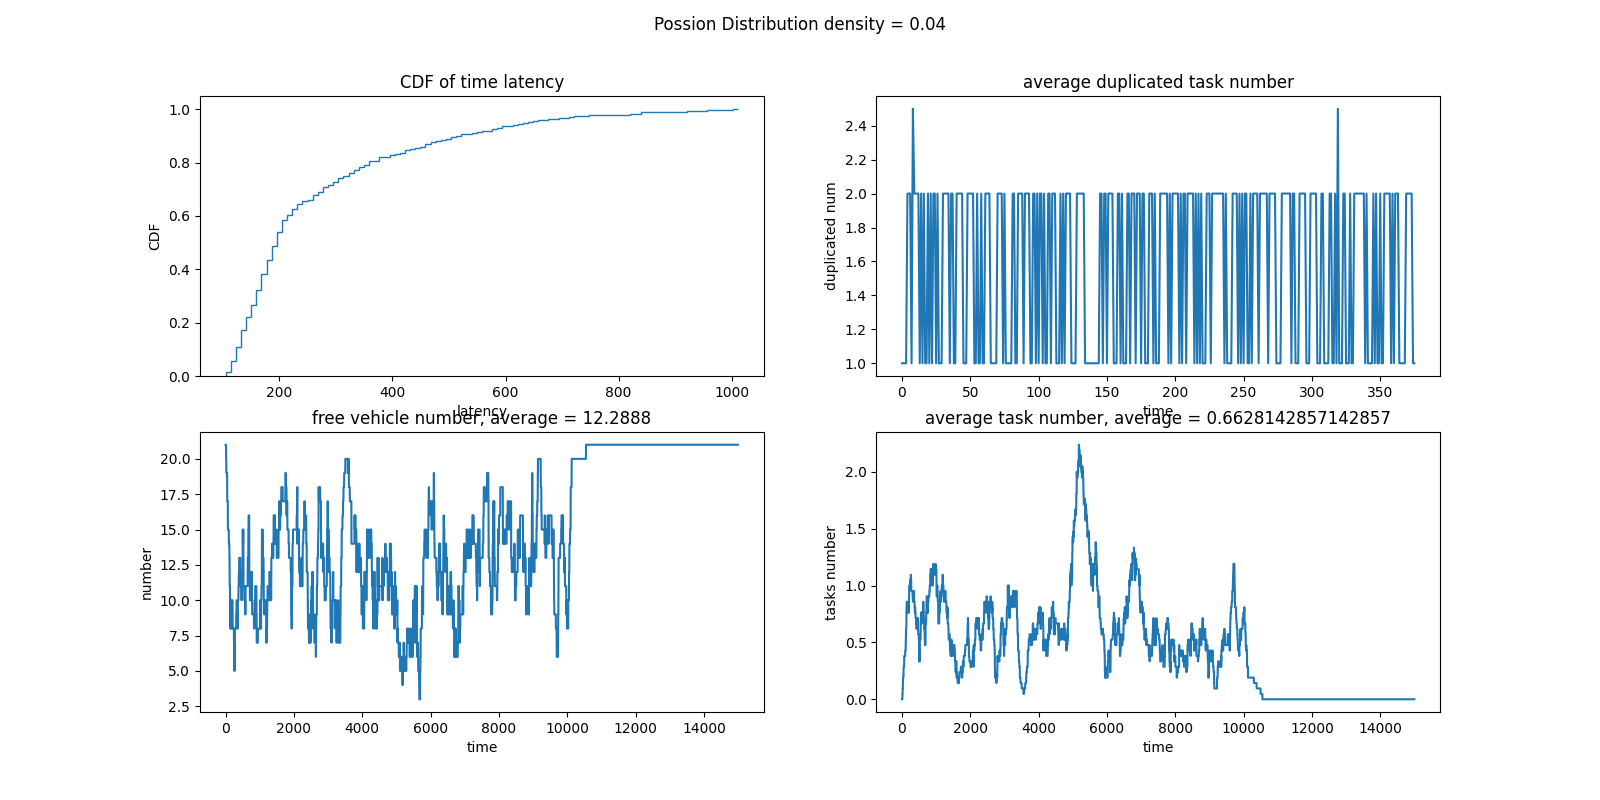 Possion Distribution density = 0.04
CDF of time latency
1.0
0.8
0.6
0.4
0.2
0.0
CDF
200 400 600 800 1000
latency
average duplicated task number
2.4
2.2
2.0
1.8
1.6
1.4
1.2
1.0
duplicated num
0 50 100 150 200 250 300 350
time
free vehicle number, average = 12.2888
20.0
17.5
15.0
12.5
10.0
7.5
5.0
2.5
number
0 2000 4000 6000 8000 10000 12000 14000
time
average task number, average = 0.6628142857142857
2.0
1.5
1.0
0.5
0.0
tasks number
0 2000 4000 6000 8000 10000 12000 14000
time